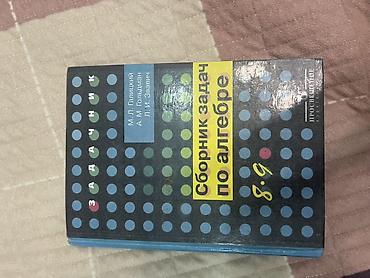 ЗАДАЧНИК
М. Л. Галицкий
А. М. Гольдман
Л. И. Звавич
Сборник задач
по алгебре
8•9
ПРОСВЕЩЕНИЕ